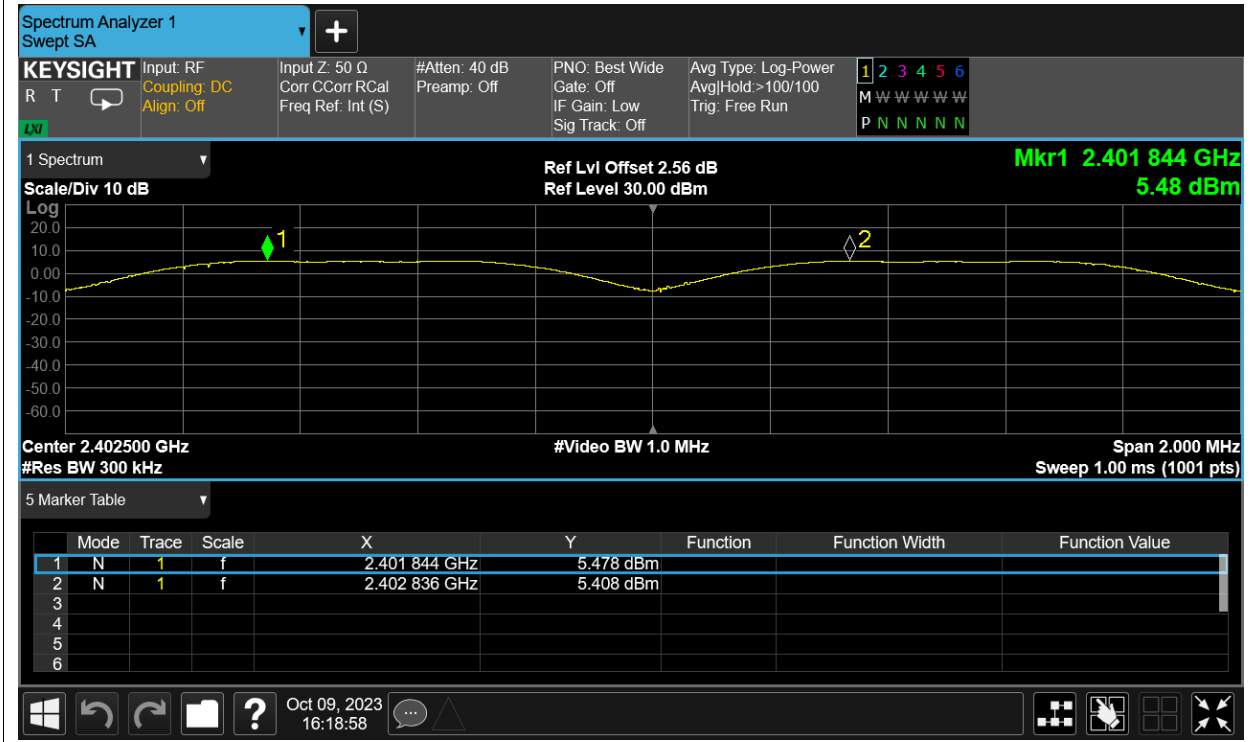 Spectrum Analyzer 1
Swept SA
KEYSIGHT
R T
LXI
Input: RF
Coupling: DC
Align: Off
Input Z: 50 Ω
Corr CCorr RCal
Freq Ref: Int (S)
#Atten: 40 dB
Preamp: Off
PNO: Best Wide
Gate: Off
IF Gain: Low
Sig Track: Off
Avg Type: Log-Power
Avg|Hold:>100/100
Trig: Free Run
1 2 3 4 5 6
M W W W W W
P N N N N N
1 Spectrum
Scale/Div 10 dB
Ref Lvl Offset 2.56 dB
Ref Level 30.00 dBm
Mkr1 2.401 844 GHz
5.48 dBm
Log
20.0
10.0
0.00
-10.0
-20.0
-30.0
-40.0
-50.0
-60.0
1
2
Center 2.402500 GHz
#Video BW 1.0 MHz
Span 2.000 MHz
#Res BW 300 kHz
Sweep 1.00 ms (1001 pts)
5 Marker Table
Mode Trace Scale X Y Function Function Width Function Value
1 N 1 f 2.401 844 GHz 5.478 dBm
2 N 1 f 2.402 836 GHz 5.408 dBm
3
4
5
6
?
Oct 09, 2023
16:18:58